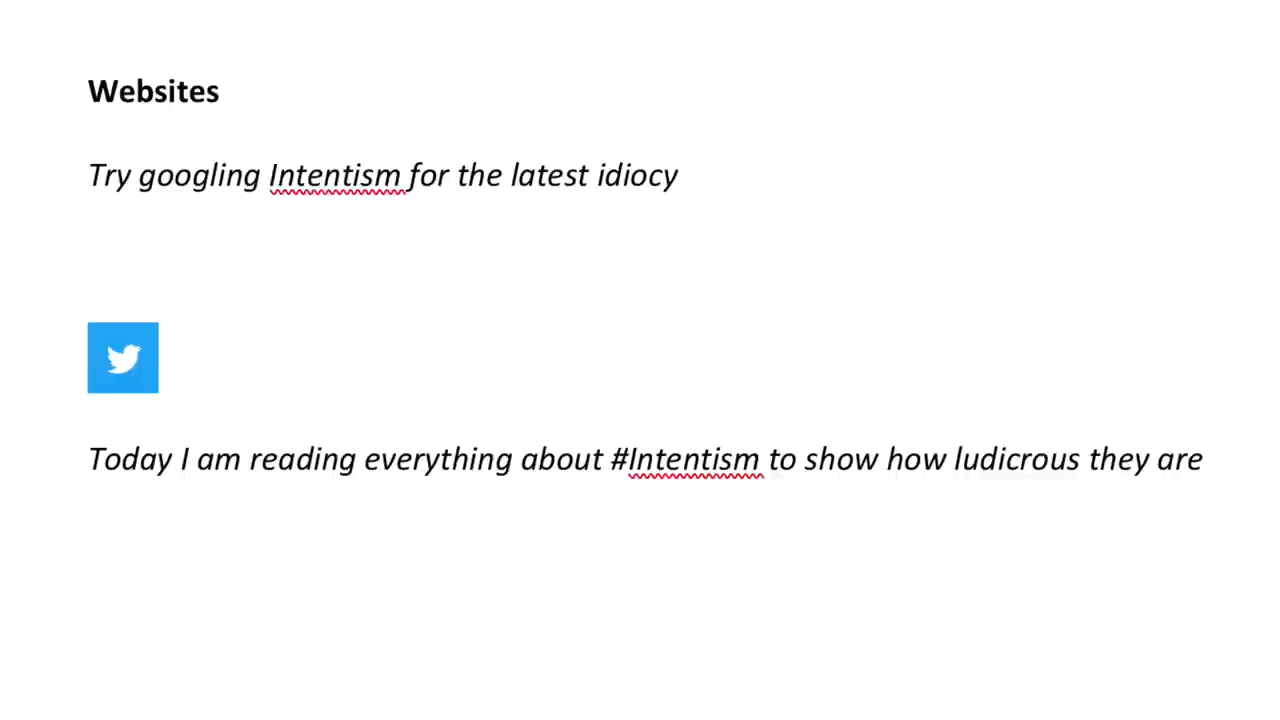 Websites
Try googling Intentism for the latest idiocy
Today I am reading everything about #Intentism to show how ludicrous they are